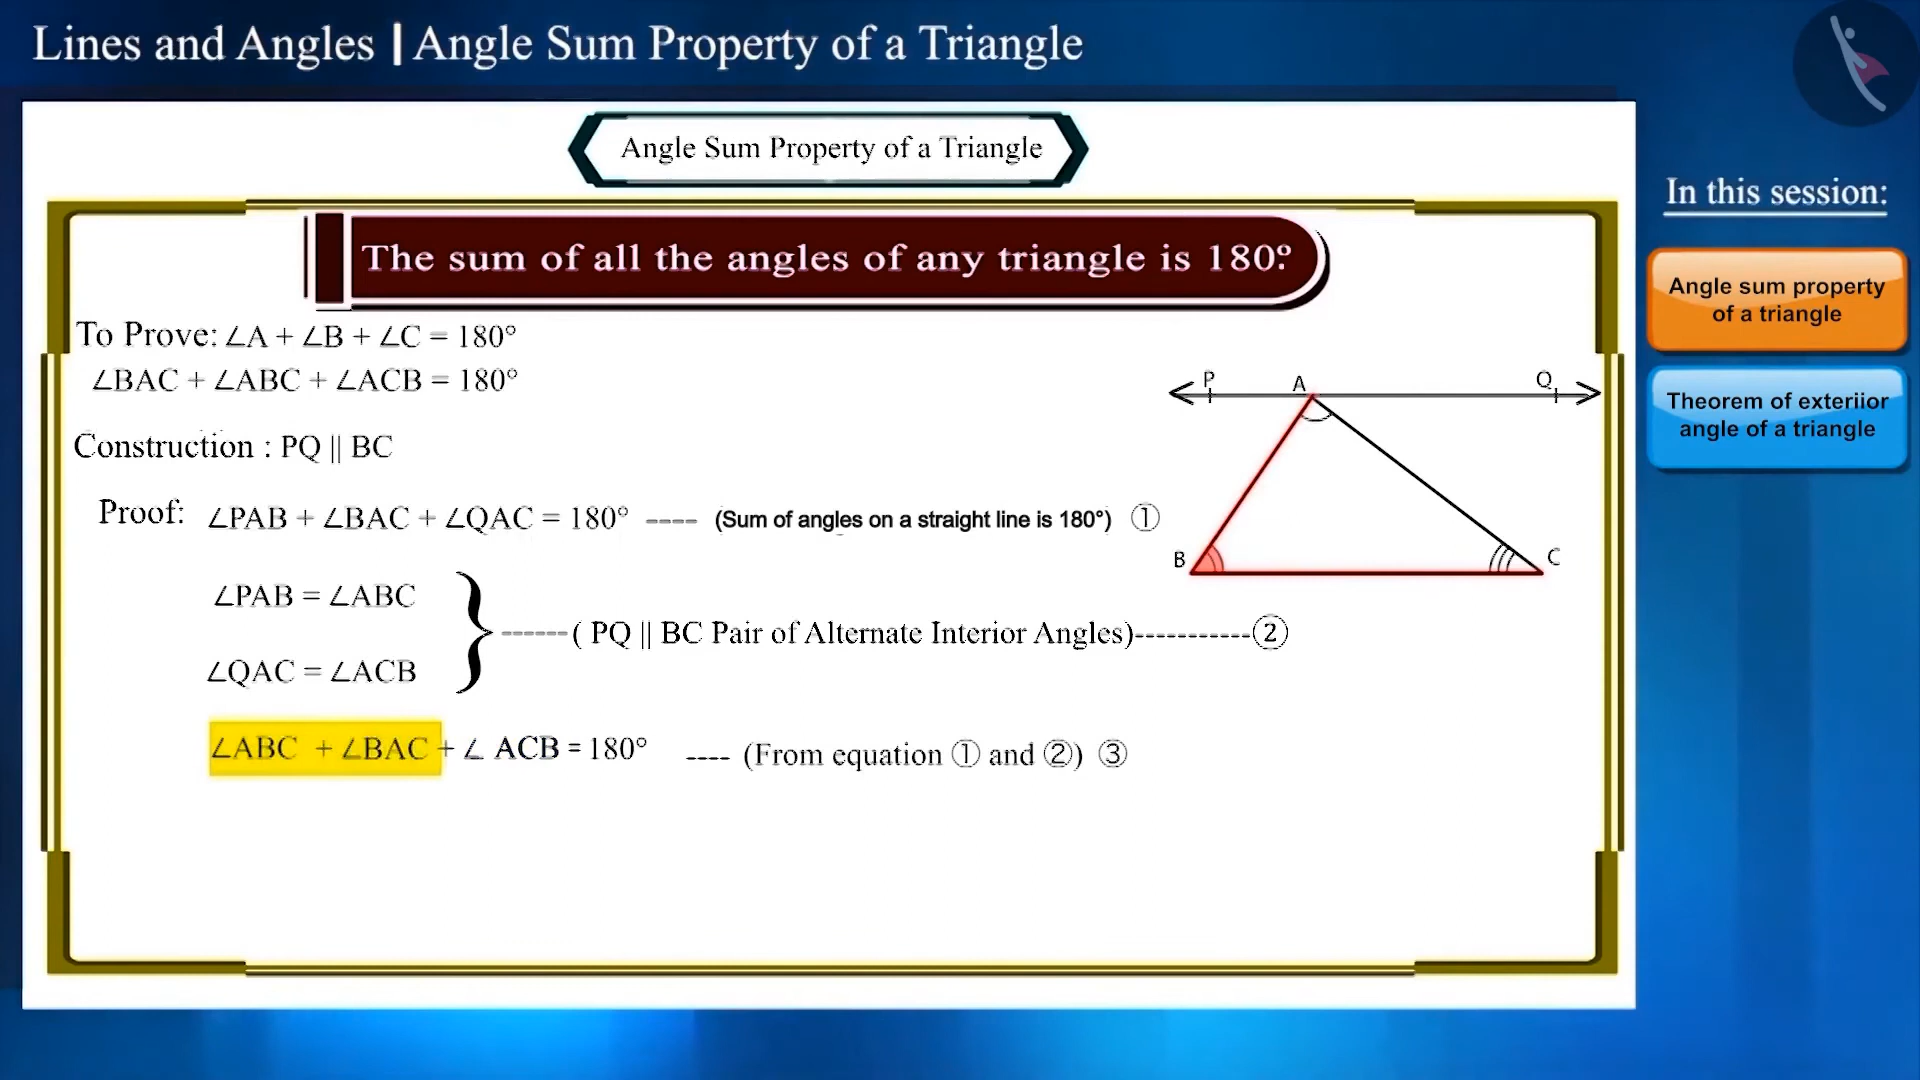 Lines and Angles | Angle Sum Property of a Triangle
Angle Sum Property of a Triangle
The sum of all the angles of any triangle is 180°.
To Prove: ∠A + ∠B + ∠C = 180°
∠BAC + ∠ABC + ∠ACB = 180°
Construction : PQ || BC
Proof: ∠PAB + ∠BAC + ∠QAC = 180° ---- (Sum of angles on a straight line is 180°) ①
∠PAB = ∠ABC
------ ( PQ || BC Pair of Alternate Interior Angles)-----------②
∠QAC = ∠ACB
∠ABC + ∠BAC + ∠ ACB = 180° ---- (From equation ① and ②) ③
P A Q
B C
In this session:
Angle sum property
of a triangle
Theorem of exteriior
angle of a triangle